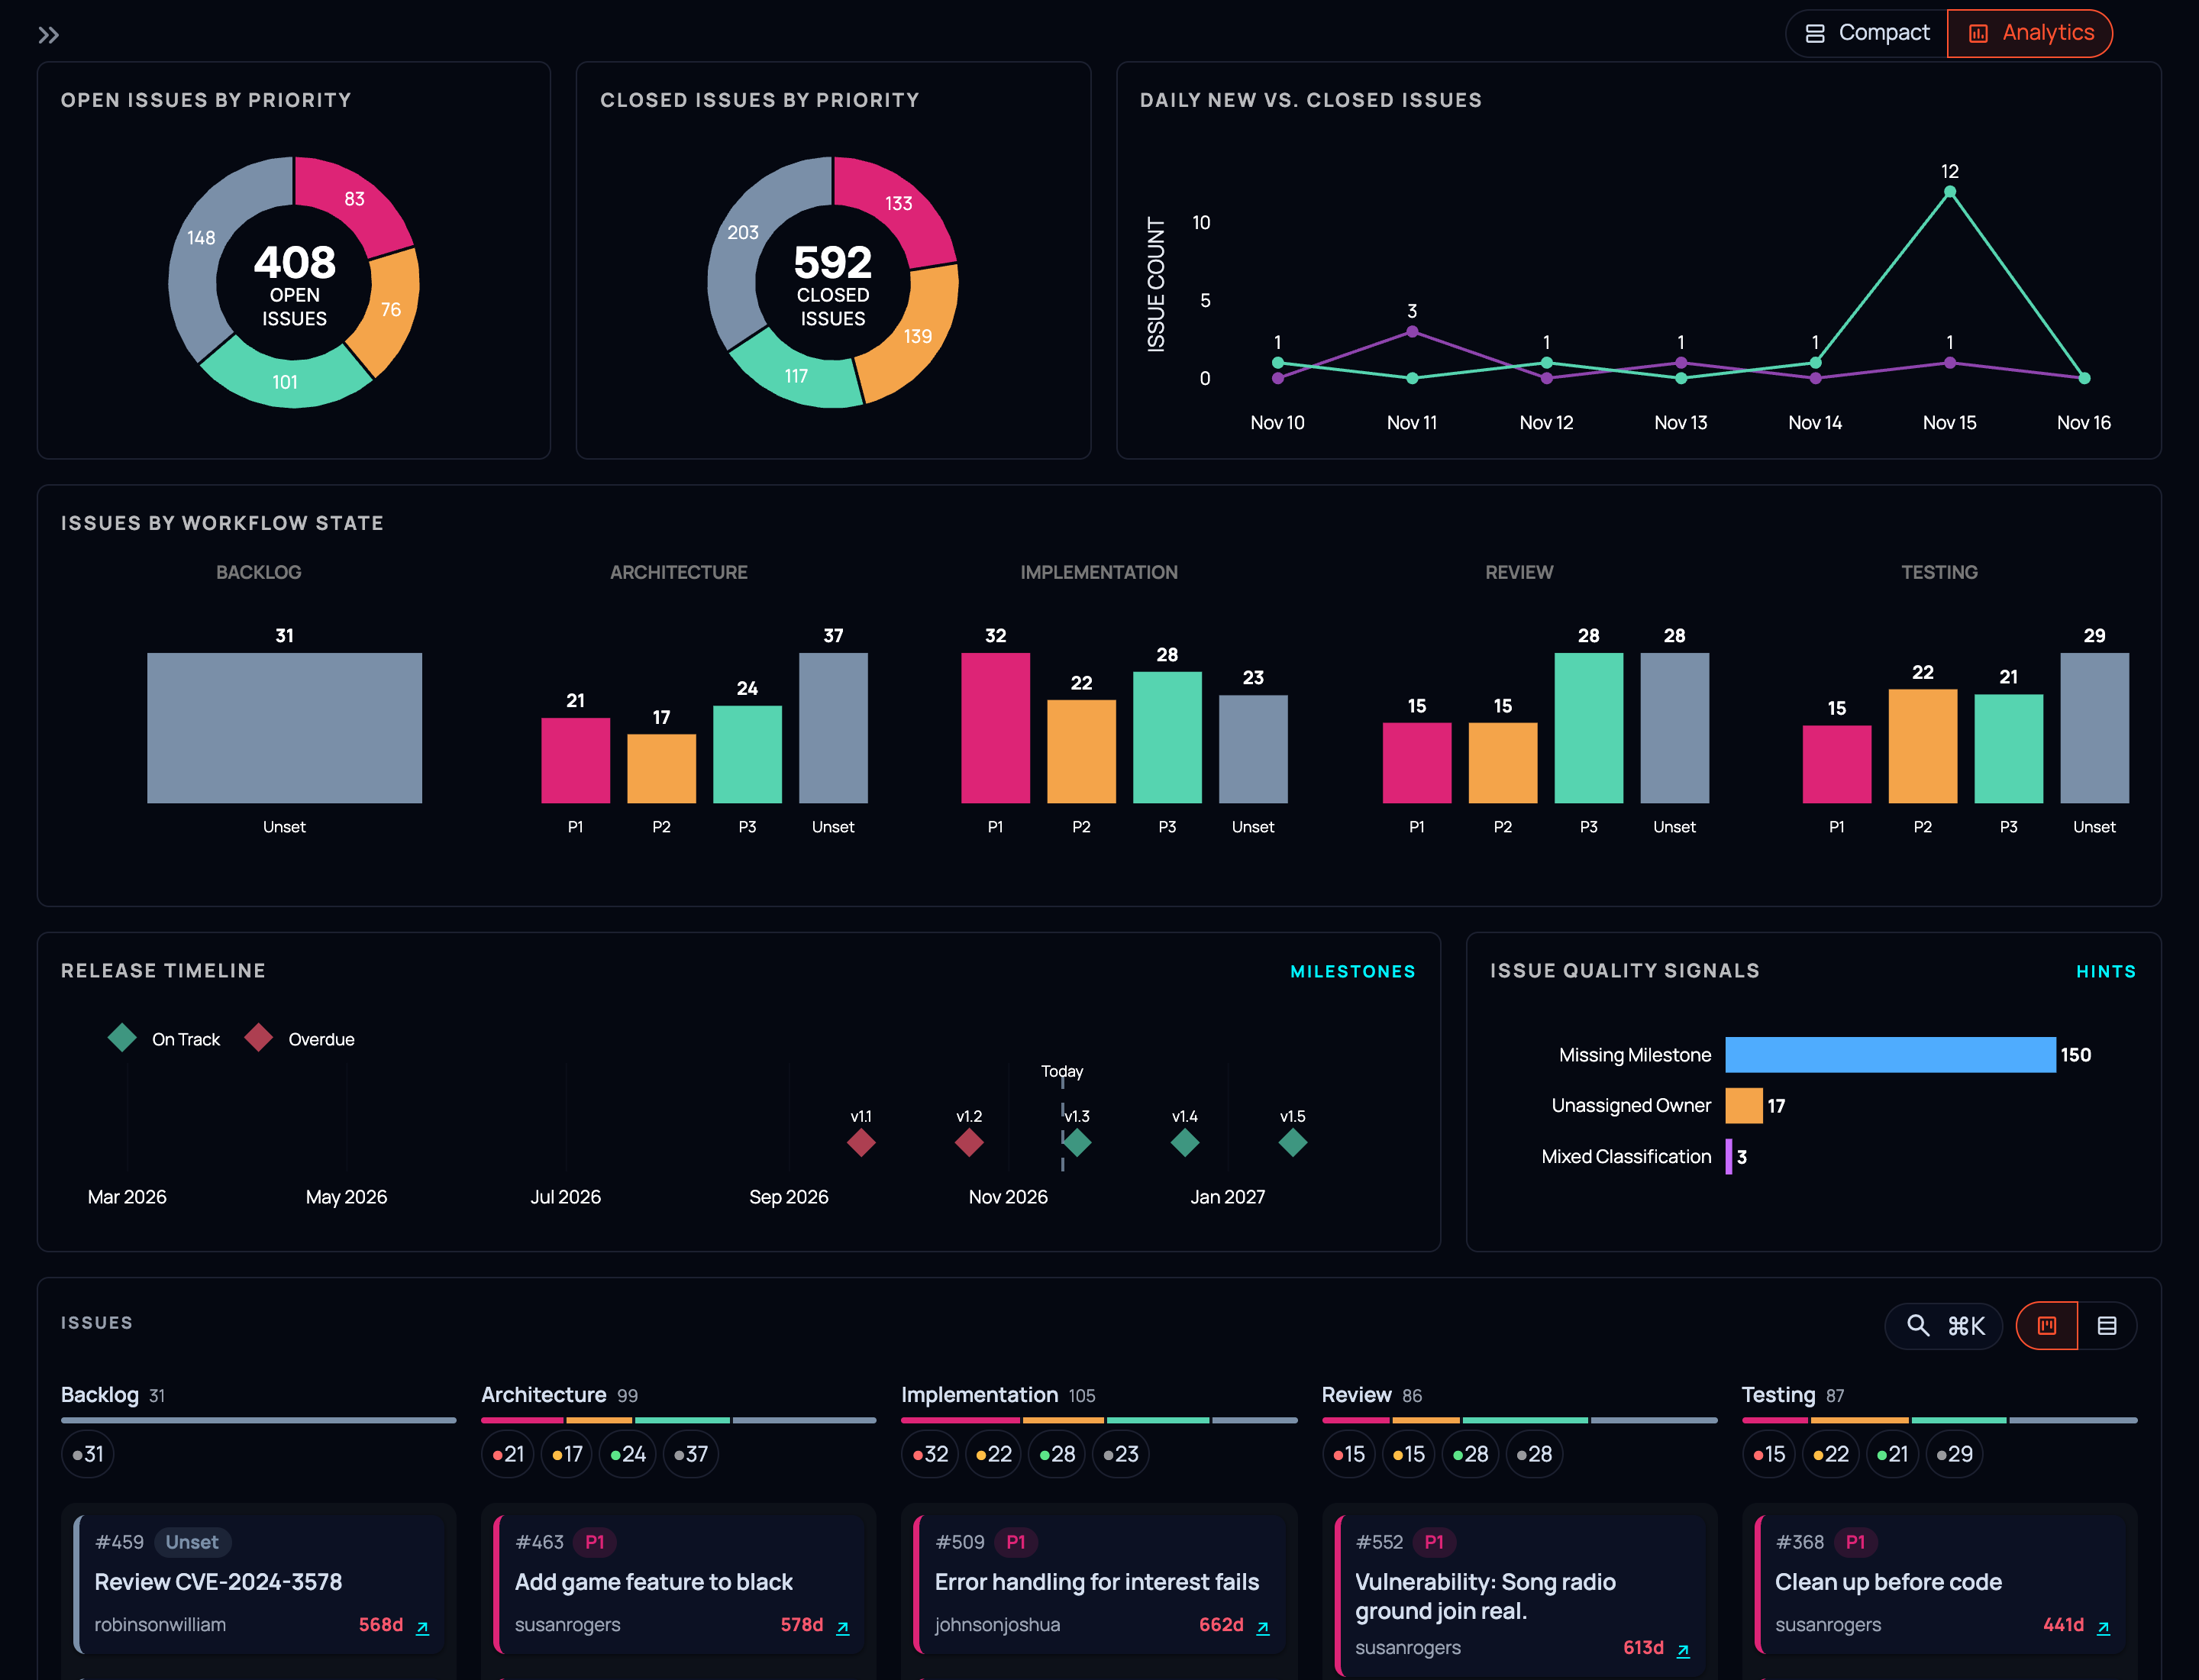 Compact
Analytics
OPEN ISSUES BY PRIORITY
83
148
408
OPEN
ISSUES
76
101
CLOSED ISSUES BY PRIORITY
133
203
592
CLOSED
ISSUES
139
117
DAILY NEW VS. CLOSED ISSUES
ISSUE COUNT
10
5
0
1
3
1
1
1
12
1
Nov 10
Nov 11
Nov 12
Nov 13
Nov 14
Nov 15
Nov 16
ISSUES BY WORKFLOW STATE
BACKLOG
31
Unset
ARCHITECTURE
21
17
24
37
P1
P2
P3
Unset
IMPLEMENTATION
32
22
28
23
P1
P2
P3
Unset
REVIEW
15
15
28
28
P1
P2
P3
Unset
TESTING
15
22
21
29
P1
P2
P3
Unset
RELEASE TIMELINE
MILESTONES
On Track
Overdue
Today
v1.1
v1.2
v1.3
v1.4
v1.5
Mar 2026
May 2026
Jul 2026
Sep 2026
Nov 2026
Jan 2027
ISSUE QUALITY SIGNALS
HINTS
Missing Milestone 150
Unassigned Owner 17
Mixed Classification 3
ISSUES
⌘K
Backlog 31
31
#459 Unset
Review CVE-2024-3578
robinsonwilliam 568d
Architecture 99
21 17 24 37
#463 P1
Add game feature to black
susanrogers 578d
Implementation 105
32 22 28 23
#509 P1
Error handling for interest fails
johnsonjoshua 662d
Review 86
15 15 28 28
#552 P1
Vulnerability: Song radio
ground join real.
susanrogers 613d
Testing 87
15 22 21 29
#368 P1
Clean up before code
susanrogers 441d